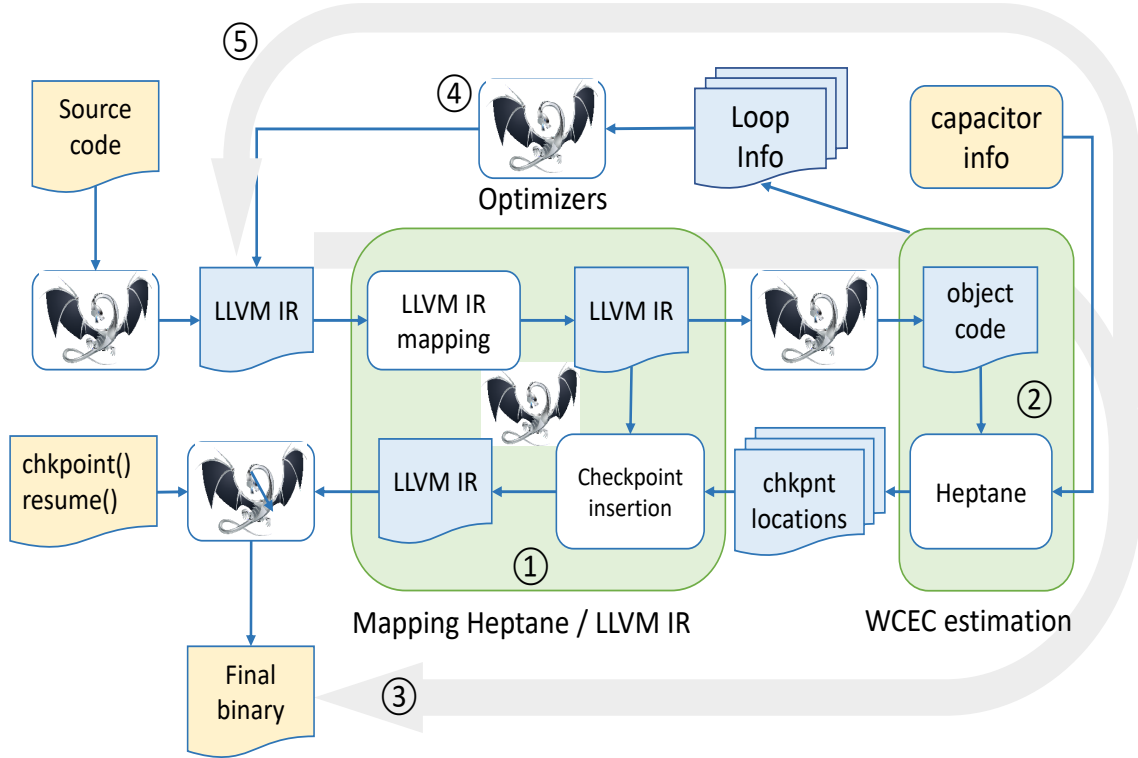 ⑤
Source
code
④
Loop
Info
capacitor
info
Optimizers
LLVM IR
LLVM IR
mapping
LLVM IR
object
code
②
chkpoint()
resume()
LLVM IR
Checkpoint
insertion
chkpnt
locations
Heptane
①
Mapping Heptane / LLVM IR
WCEC estimation
Final
binary
③